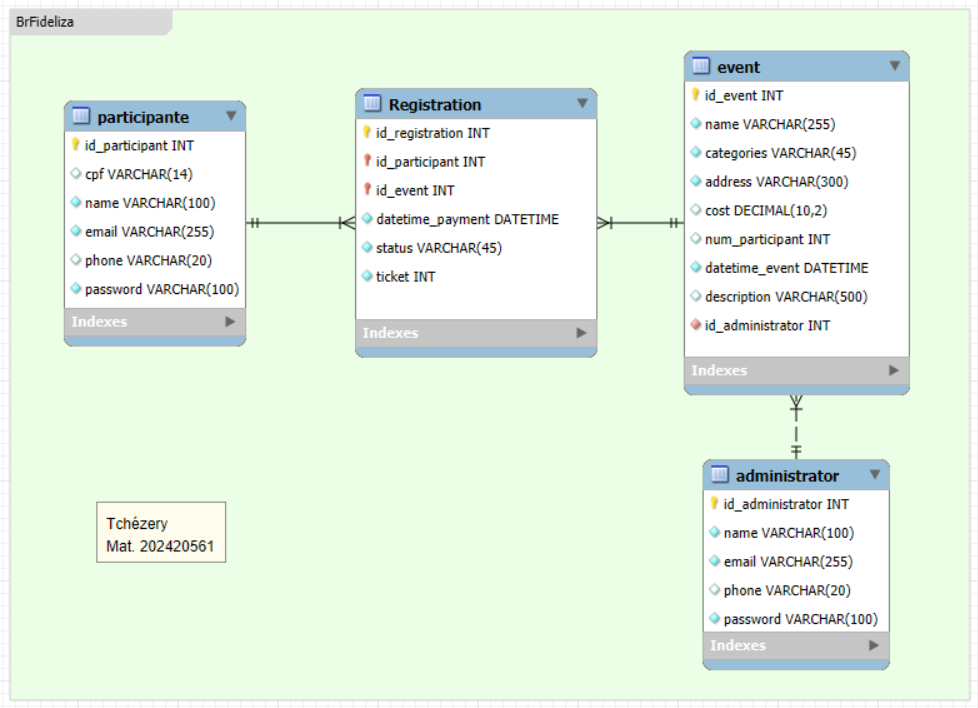 BrFideliza
participante
id_participant INT
cpf VARCHAR(14)
name VARCHAR(100)
email VARCHAR(255)
phone VARCHAR(20)
password VARCHAR(100)
Indexes
Registration
id_registration INT
id_participant INT
id_event INT
datetime_payment DATETIME
status VARCHAR(45)
ticket INT
Indexes
event
id_event INT
name VARCHAR(255)
categories VARCHAR(45)
address VARCHAR(300)
cost DECIMAL(10,2)
num_participant INT
datetime_event DATETIME
description VARCHAR(500)
id_administrator INT
Indexes
administrator
id_administrator INT
name VARCHAR(100)
email VARCHAR(255)
phone VARCHAR(20)
password VARCHAR(100)
Indexes
Tchézery
Mat. 202420561